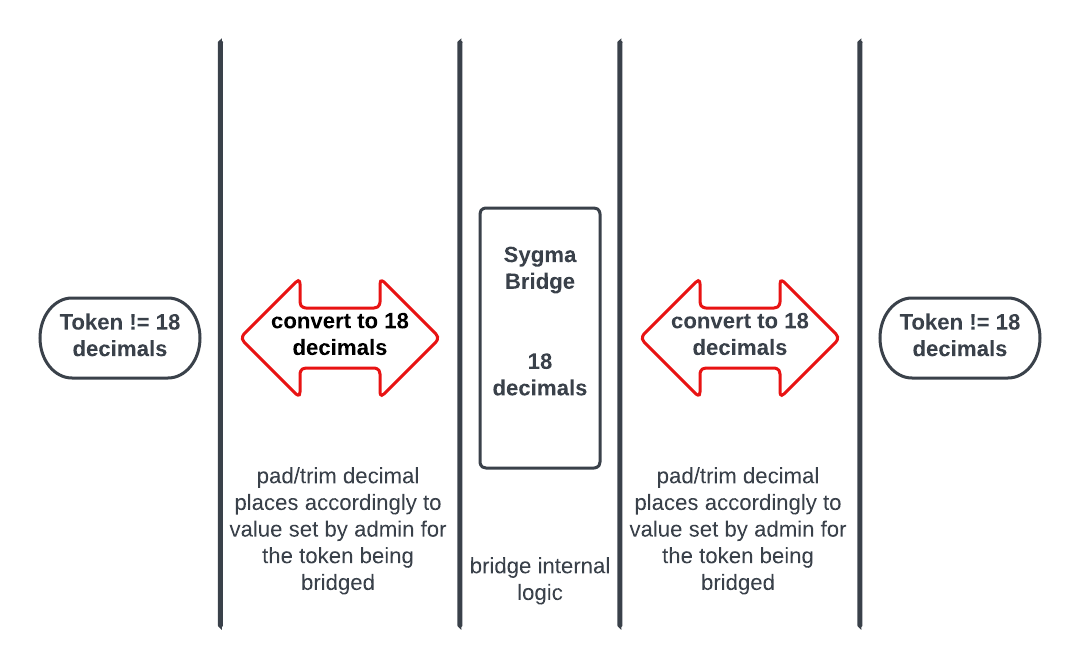 Token != 18
decimals
convert to 18
decimals
pad/trim decimal
places accordingly to
value set by admin for
the token being
bridged
Sygma
Bridge
18
decimals
bridge internal
logic
convert to 18
decimals
pad/trim decimal
places accordingly to
value set by admin for
the token being
bridged
Token != 18
decimals